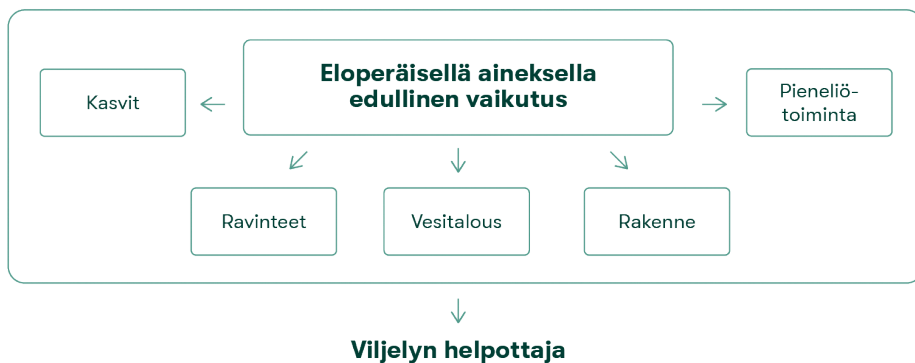 Eloperäisellä aineksella
edullinen vaikutus
Kasvit
Pieneliö-
toiminta
Ravinteet
Vesitalous
Rakenne
Viljelyn helpottaja